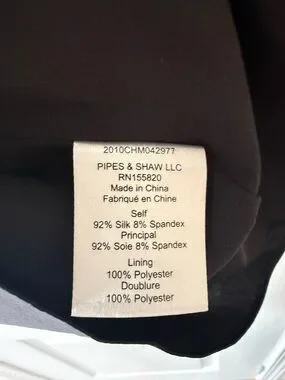 2010CHM042977
PIPES & SHAW LLC
RN155820
Made in China
Fabriqué en Chine
Self
92% Silk 8% Spandex
Principal
92% Soie 8% Spandex
Lining
100% Polyester
Doublure
100% Polyester